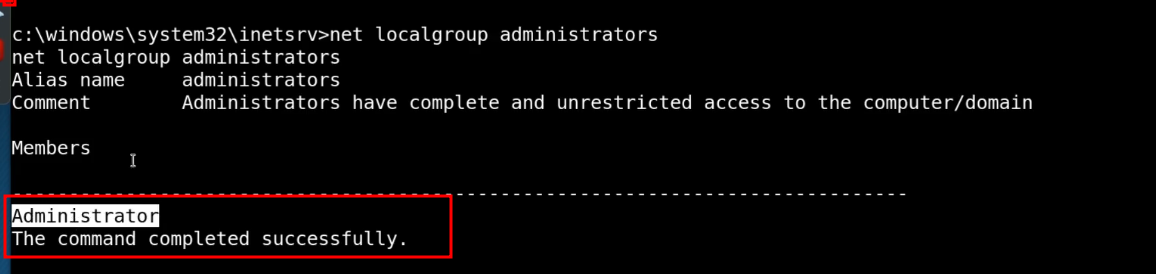 c:\windows\system32\inetsrv>net localgroup administrators
net localgroup administrators
Alias name     administrators
Comment        Administrators have complete and unrestricted access to the computer/domain
Members
-------------------------------------------------------------------------------
Administrator
The command completed successfully.